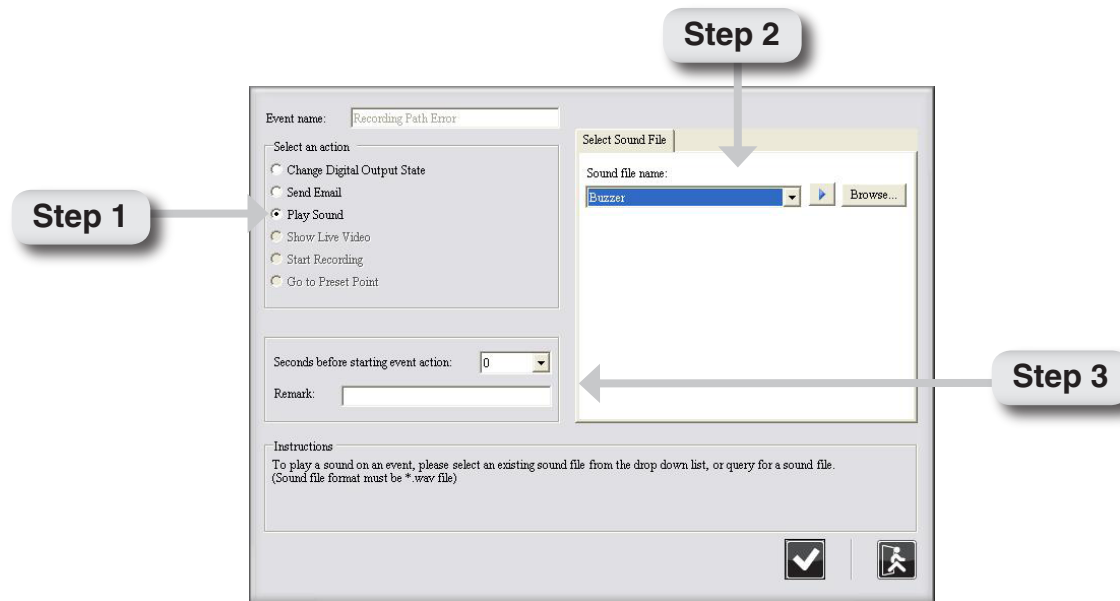 Step 2
Event name: Recording Path Error
Select an action
Change Digital Output State
Send Email
Play Sound
Show Live Video
Start Recording
Go to Preset Point
Step 1
Select Sound File
Sound file name:
Buzzer
Browse...
Seconds before starting event action: 0
Remark:
Step 3
Instructions
To play a sound on an event, please select an existing sound file from the drop down list, or query for a sound file.
(Sound file format must be *.wav file)